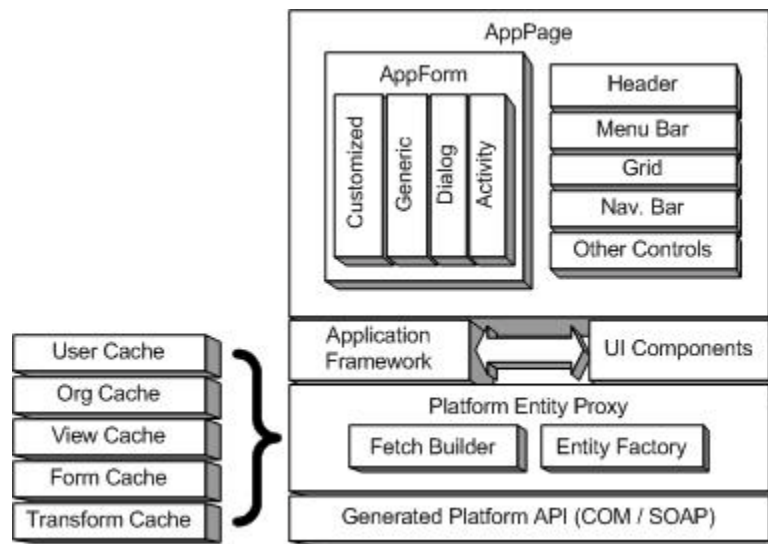 AppPage
AppForm
Customized
Generic
Dialog
Activity
Header
Menu Bar
Grid
Nav. Bar
Other Controls
Application
Framework
UI Components
User Cache
Org Cache
View Cache
Form Cache
Transform Cache
Platform Entity Proxy
Fetch Builder
Entity Factory
Generated Platform API (COM / SOAP)